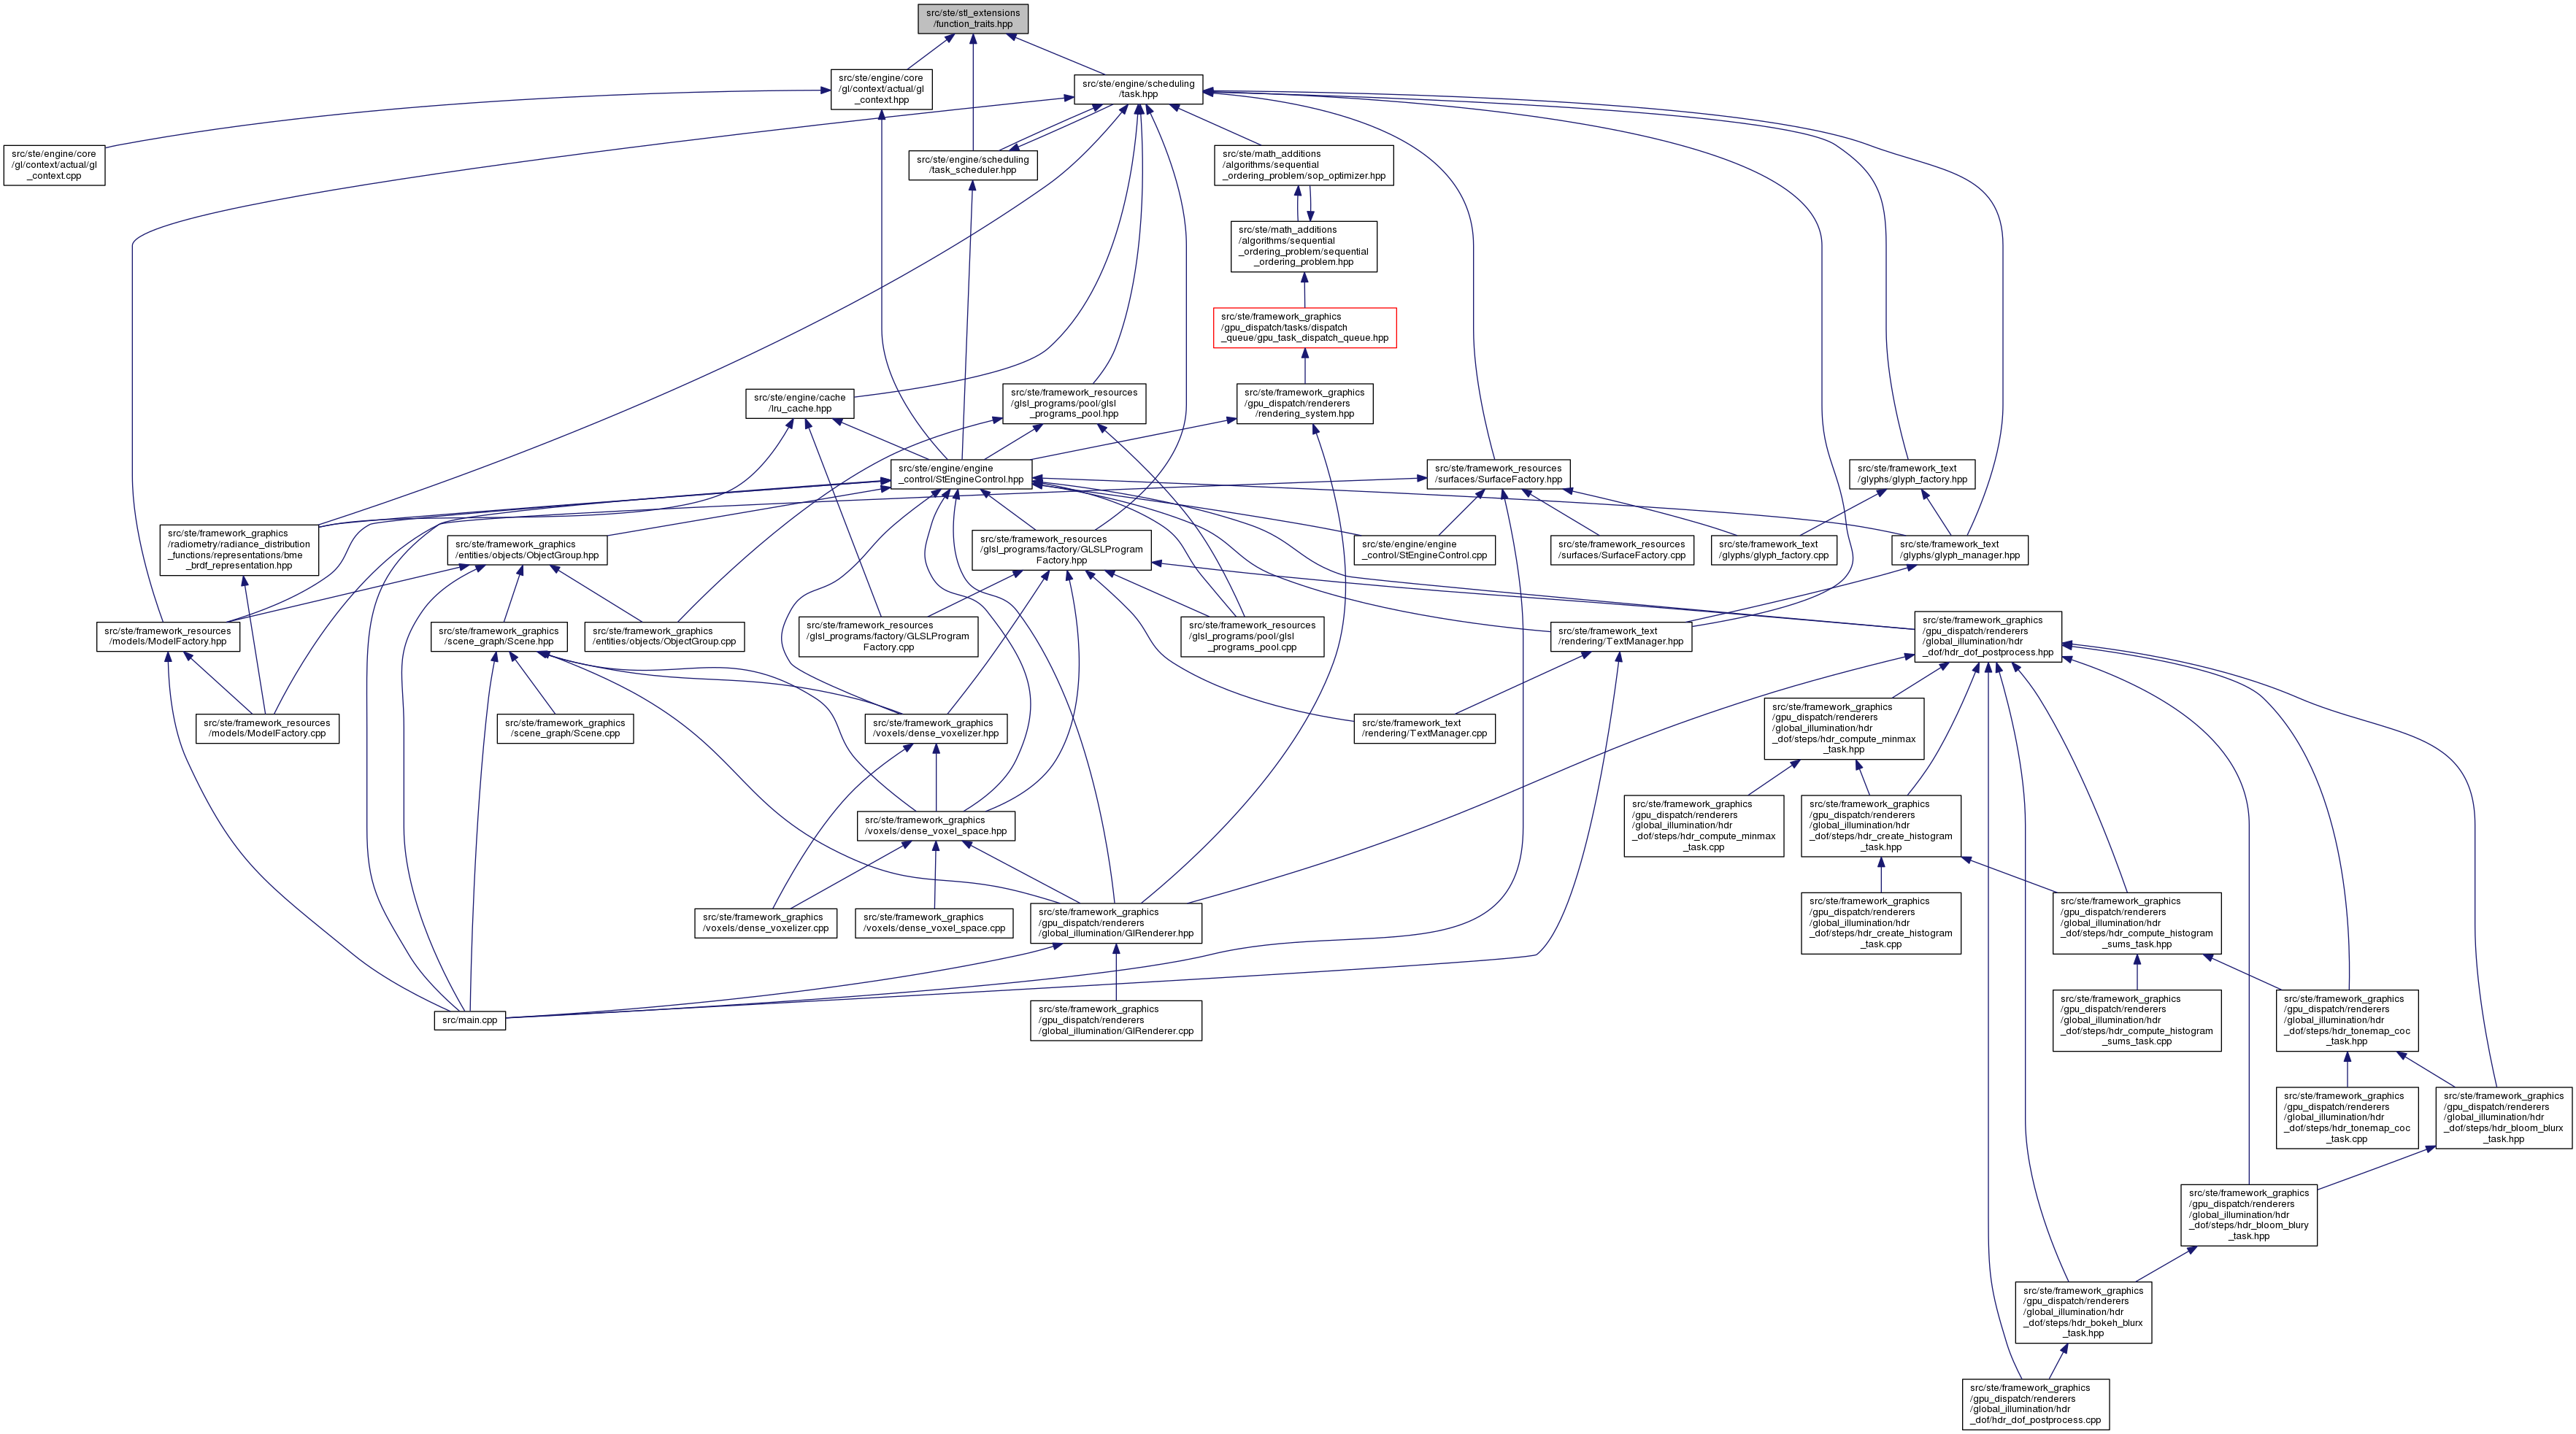 src/ste/stl_extensions
/function_traits.hpp
src/ste/engine/core
/gl/context/actual/gl
_context.hpp
src/ste/engine/scheduling
/task.hpp
src/ste/engine/core
/gl/context/actual/gl
_context.cpp
src/ste/engine/scheduling
/task_scheduler.hpp
src/ste/math_additions
/algorithms/sequential
_ordering_problem/sop_optimizer.hpp
src/ste/math_additions
/algorithms/sequential
_ordering_problem/sequential
_ordering_problem.hpp
src/ste/framework_graphics
/gpu_dispatch/tasks/dispatch
_queue/gpu_task_dispatch_queue.hpp
src/ste/engine/cache
/lru_cache.hpp
src/ste/framework_resources
/glsl_programs/pool/glsl
_programs_pool.hpp
src/ste/framework_graphics
/gpu_dispatch/renderers
/rendering_system.hpp
src/ste/engine/engine
_control/StEngineControl.hpp
src/ste/framework_resources
/surfaces/SurfaceFactory.hpp
src/ste/framework_text
/glyphs/glyph_factory.hpp
src/ste/framework_graphics
/radiometry/radiance_distribution
_functions/representations/bme
_brdf_representation.hpp
src/ste/framework_graphics
/entities/objects/ObjectGroup.hpp
src/ste/framework_resources
/glsl_programs/factory/GLSLProgram
Factory.hpp
src/ste/engine/engine
_control/StEngineControl.cpp
src/ste/framework_resources
/surfaces/SurfaceFactory.cpp
src/ste/framework_text
/glyphs/glyph_factory.cpp
src/ste/framework_text
/glyphs/glyph_manager.hpp
src/ste/framework_resources
/models/ModelFactory.hpp
src/ste/framework_graphics
/scene_graph/Scene.hpp
src/ste/framework_graphics
/entities/objects/ObjectGroup.cpp
src/ste/framework_resources
/glsl_programs/factory/GLSLProgram
Factory.cpp
src/ste/framework_resources
/glsl_programs/pool/glsl
_programs_pool.cpp
src/ste/framework_text
/rendering/TextManager.hpp
src/ste/framework_graphics
/gpu_dispatch/renderers
/global_illumination/hdr
_dof/hdr_dof_postprocess.hpp
src/ste/framework_resources
/models/ModelFactory.cpp
src/ste/framework_graphics
/scene_graph/Scene.cpp
src/ste/framework_graphics
/voxels/dense_voxelizer.hpp
src/ste/framework_text
/rendering/TextManager.cpp
src/ste/framework_graphics
/gpu_dispatch/renderers
/global_illumination/hdr
_dof/steps/hdr_compute_minmax
_task.hpp
src/ste/framework_graphics
/voxels/dense_voxel_space.hpp
src/ste/framework_graphics
/gpu_dispatch/renderers
/global_illumination/hdr
_dof/steps/hdr_compute_minmax
_task.cpp
src/ste/framework_graphics
/gpu_dispatch/renderers
/global_illumination/hdr
_dof/steps/hdr_create_histogram
_task.hpp
src/ste/framework_graphics
/voxels/dense_voxelizer.cpp
src/ste/framework_graphics
/voxels/dense_voxel_space.cpp
src/ste/framework_graphics
/gpu_dispatch/renderers
/global_illumination/GIRenderer.hpp
src/ste/framework_graphics
/gpu_dispatch/renderers
/global_illumination/hdr
_dof/steps/hdr_create_histogram
_task.cpp
src/ste/framework_graphics
/gpu_dispatch/renderers
/global_illumination/hdr
_dof/steps/hdr_compute_histogram
_sums_task.hpp
src/main.cpp
src/ste/framework_graphics
/gpu_dispatch/renderers
/global_illumination/GIRenderer.cpp
src/ste/framework_graphics
/gpu_dispatch/renderers
/global_illumination/hdr
_dof/steps/hdr_compute_histogram
_sums_task.cpp
src/ste/framework_graphics
/gpu_dispatch/renderers
/global_illumination/hdr
_dof/steps/hdr_tonemap_coc
_task.hpp
src/ste/framework_graphics
/gpu_dispatch/renderers
/global_illumination/hdr
_dof/steps/hdr_tonemap_coc
_task.cpp
src/ste/framework_graphics
/gpu_dispatch/renderers
/global_illumination/hdr
_dof/steps/hdr_bloom_blurx
_task.hpp
src/ste/framework_graphics
/gpu_dispatch/renderers
/global_illumination/hdr
_dof/steps/hdr_bloom_blury
_task.hpp
src/ste/framework_graphics
/gpu_dispatch/renderers
/global_illumination/hdr
_dof/steps/hdr_bokeh_blurx
_task.hpp
src/ste/framework_graphics
/gpu_dispatch/renderers
/global_illumination/hdr
_dof/hdr_dof_postprocess.cpp